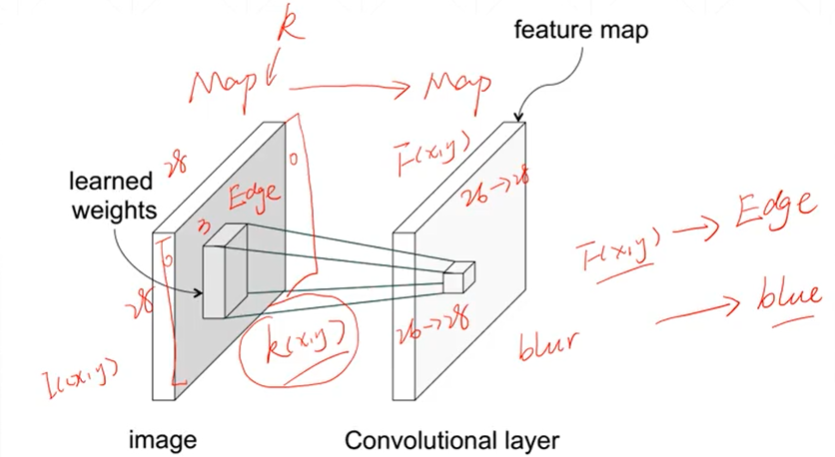 k
feature map
Map → Map
28
0
F(x,y)
learned
weights
Edge
26→28
3
F(x,y) → Edge
0
28
k(x,y)
26→28
blur
→ blue
I(x,y)
image
Convolutional layer